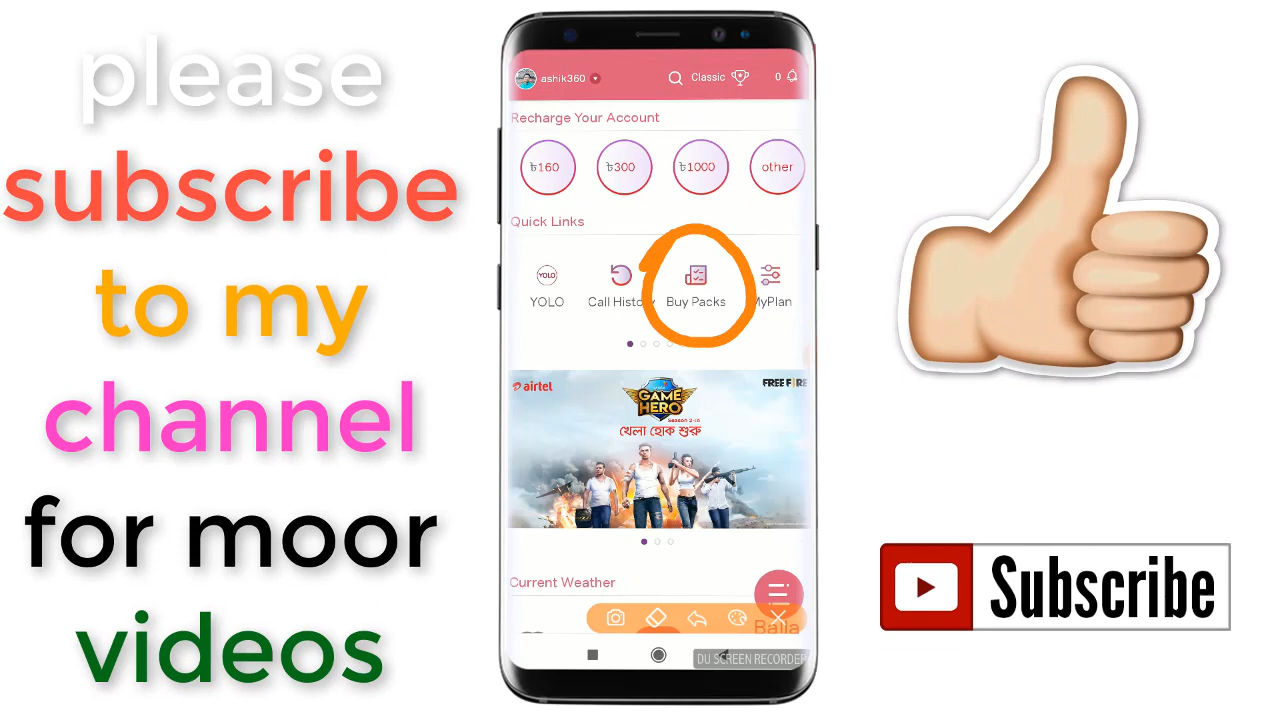 please
subscribe
to my
channel
for moor
videos
ashik360
Classic
0
Recharge Your Account
৳160
৳300
৳1000
other
Quick Links
YOLO
YOLO
Call History
Buy Packs
MyPlan
airtel
FREE FIRE
GAME
HERO
Season 2
খেলা হোক শুরু
Current Weather
DU SCREEN RECORDER
Subscribe